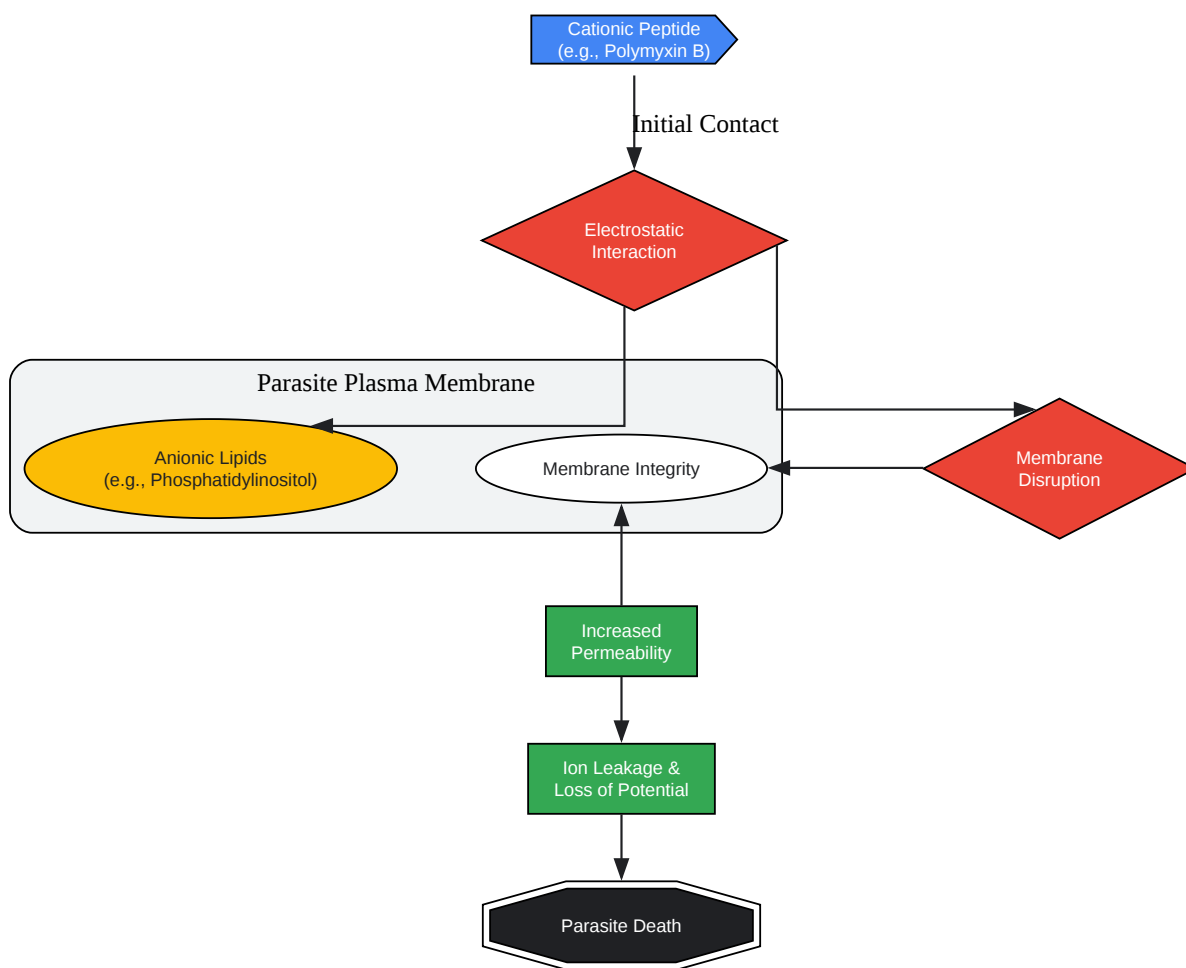 Cationic Peptide
(e.g., Polymyxin B)
Initial Contact
Electrostatic
Interaction
Parasite Plasma Membrane
Anionic Lipids
(e.g., Phosphatidylinositol)
Membrane Integrity
Membrane
Disruption
Increased
Permeability
Ion Leakage &
Loss of Potential
Parasite Death